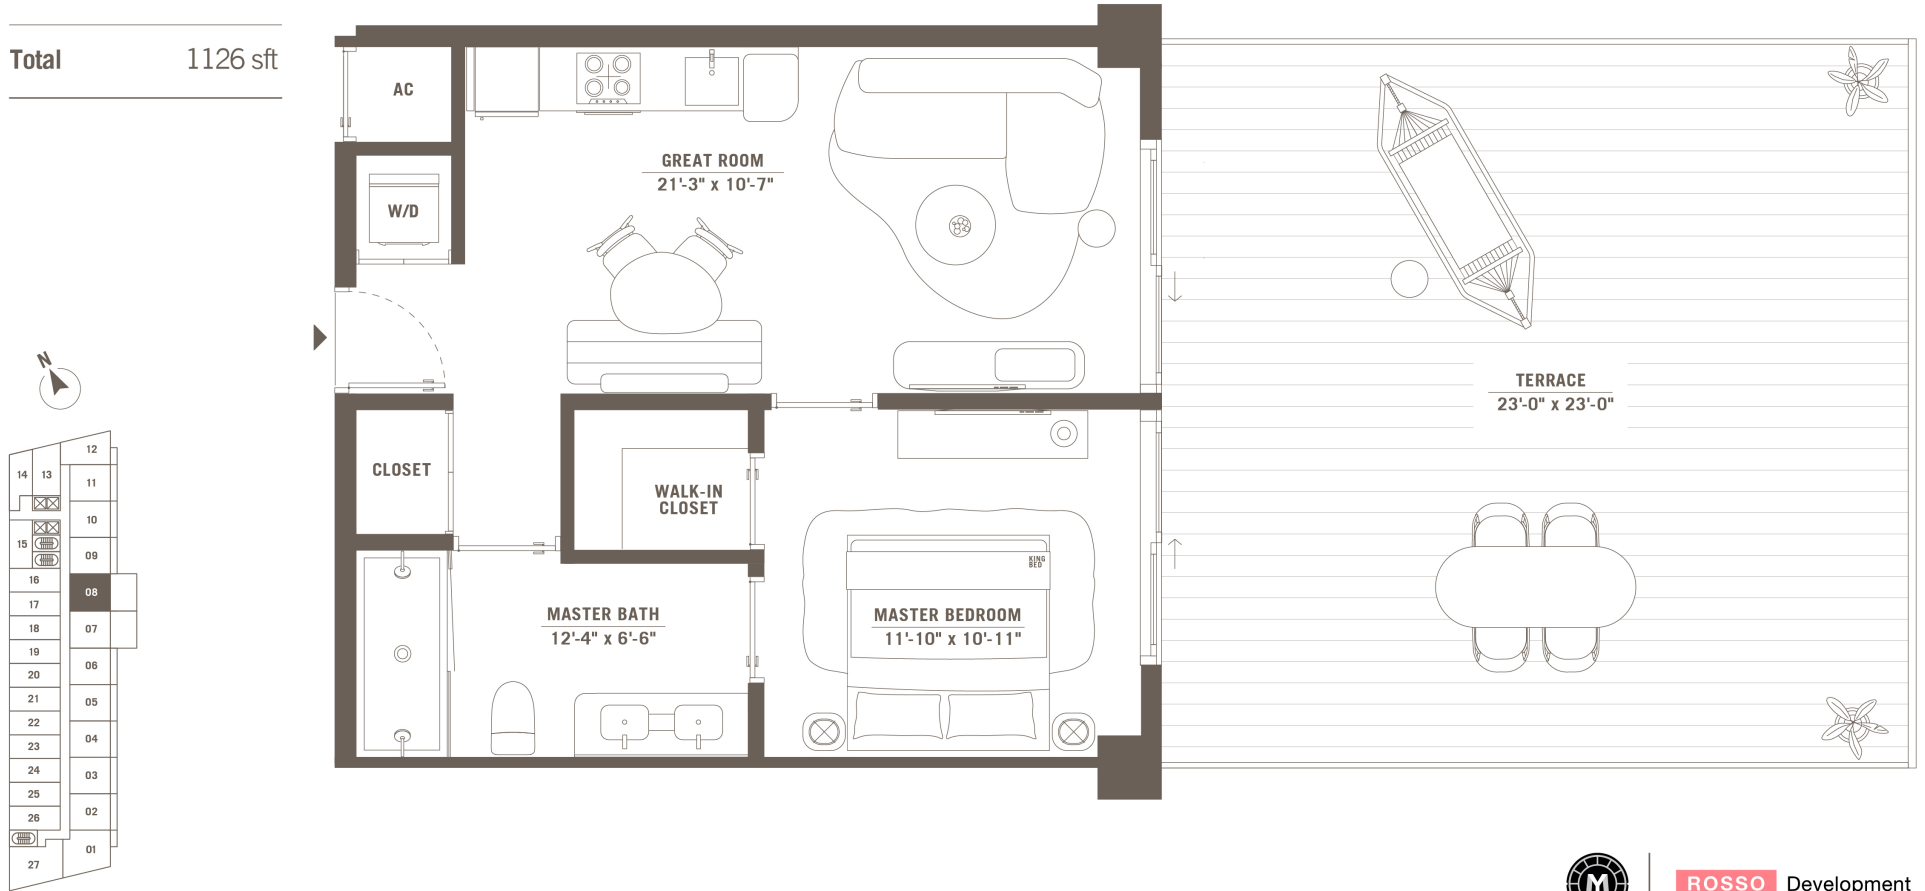 Total 1126 sft
AC
W/D
GREAT ROOM
21'-3" x 10'-7"
TERRACE
23'-0" x 23'-0"
CLOSET
WALK-IN
CLOSET
KING
BED
MASTER BATH
12'-4" x 6'-6"
MASTER BEDROOM
11'-10" x 10'-11"
N
12
14 13
11
10
15
09
16
08
17
18
07
19
06
20
21
05
22
04
23
24
03
25
02
26
01
27
M
ROSSO Development